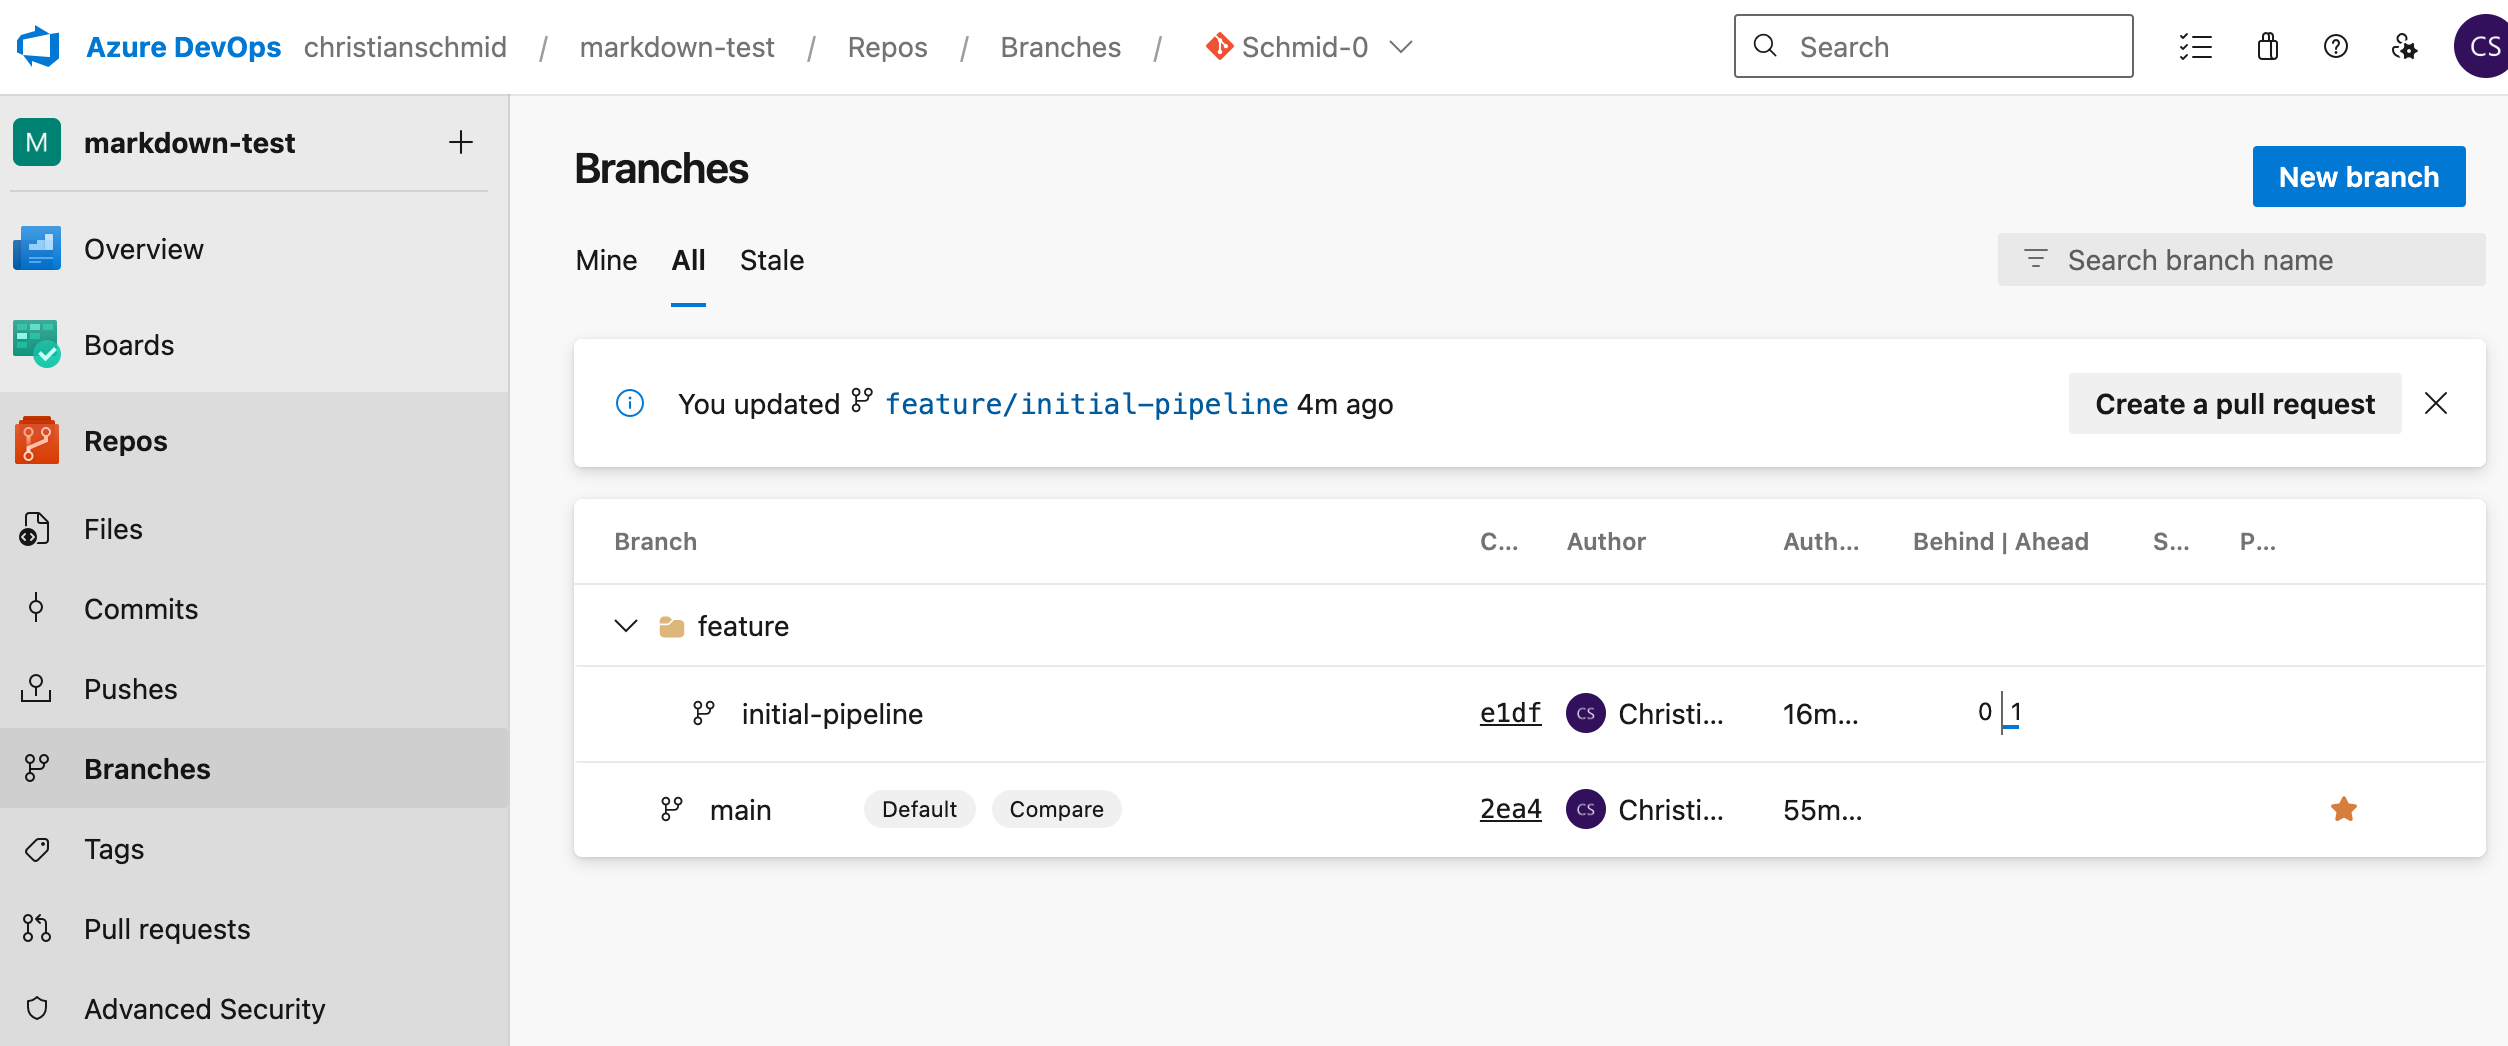 Azure DevOps christianschmid / markdown-test / Repos / Branches / Schmid-0
Search
CS
M markdown-test
Overview
Boards
Repos
Files
Commits
Pushes
Branches
Tags
Pull requests
Advanced Security
Branches
New branch
Mine All Stale
Search branch name
You updated feature/initial-pipeline 4m ago
Create a pull request
Branch C... Author Auth... Behind | Ahead S... P...
feature
initial-pipeline e1df CS Christi... 16m... 0 1
main Default Compare 2ea4 CS Christi... 55m...